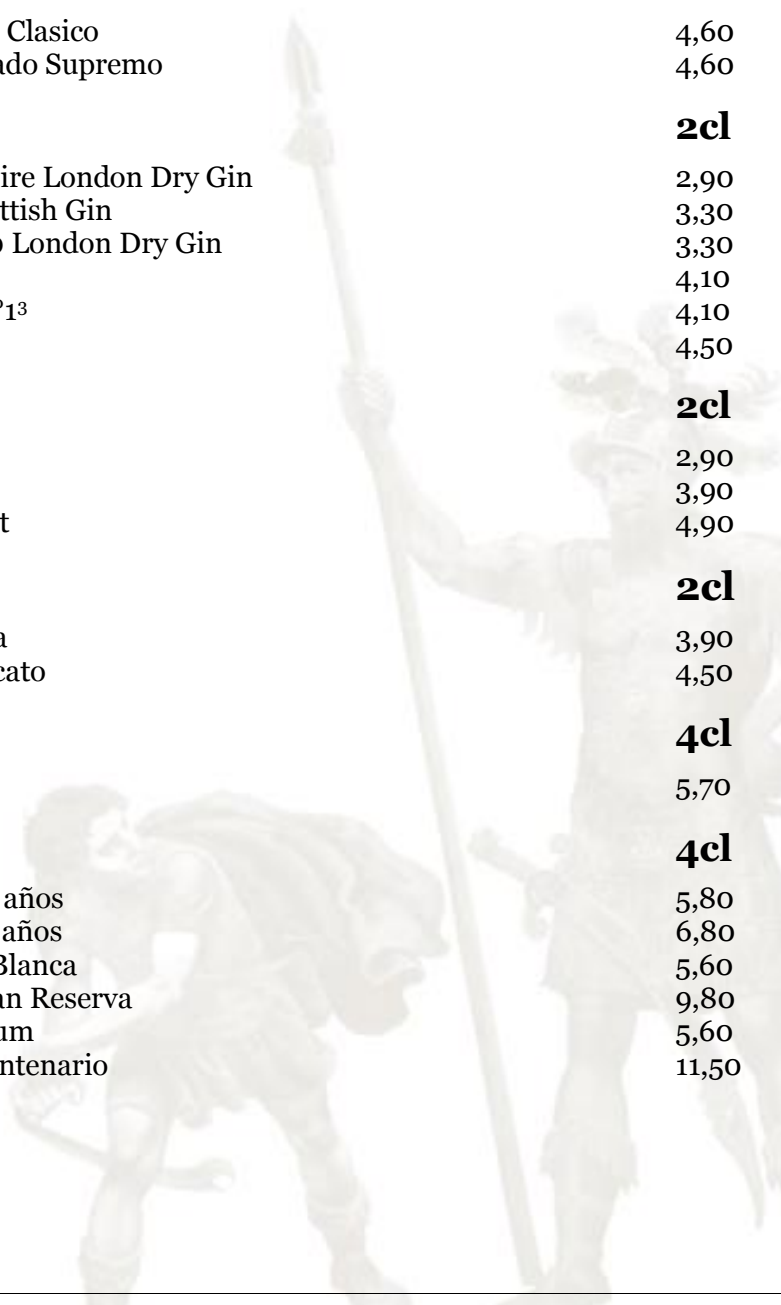 Clasico 4,60
ado Supremo 4,60
2cl
ire London Dry Gin 2,90
ttish Gin 3,30
o London Dry Gin 3,30
4,10
°1³ 4,10
4,50
2cl
2,90
3,90
t 4,90
2cl
a 3,90
cato 4,50
4cl
5,70
4cl
años 5,80
años 6,80
Blanca 5,60
an Reserva 9,80
um 5,60
ntenario 11,50